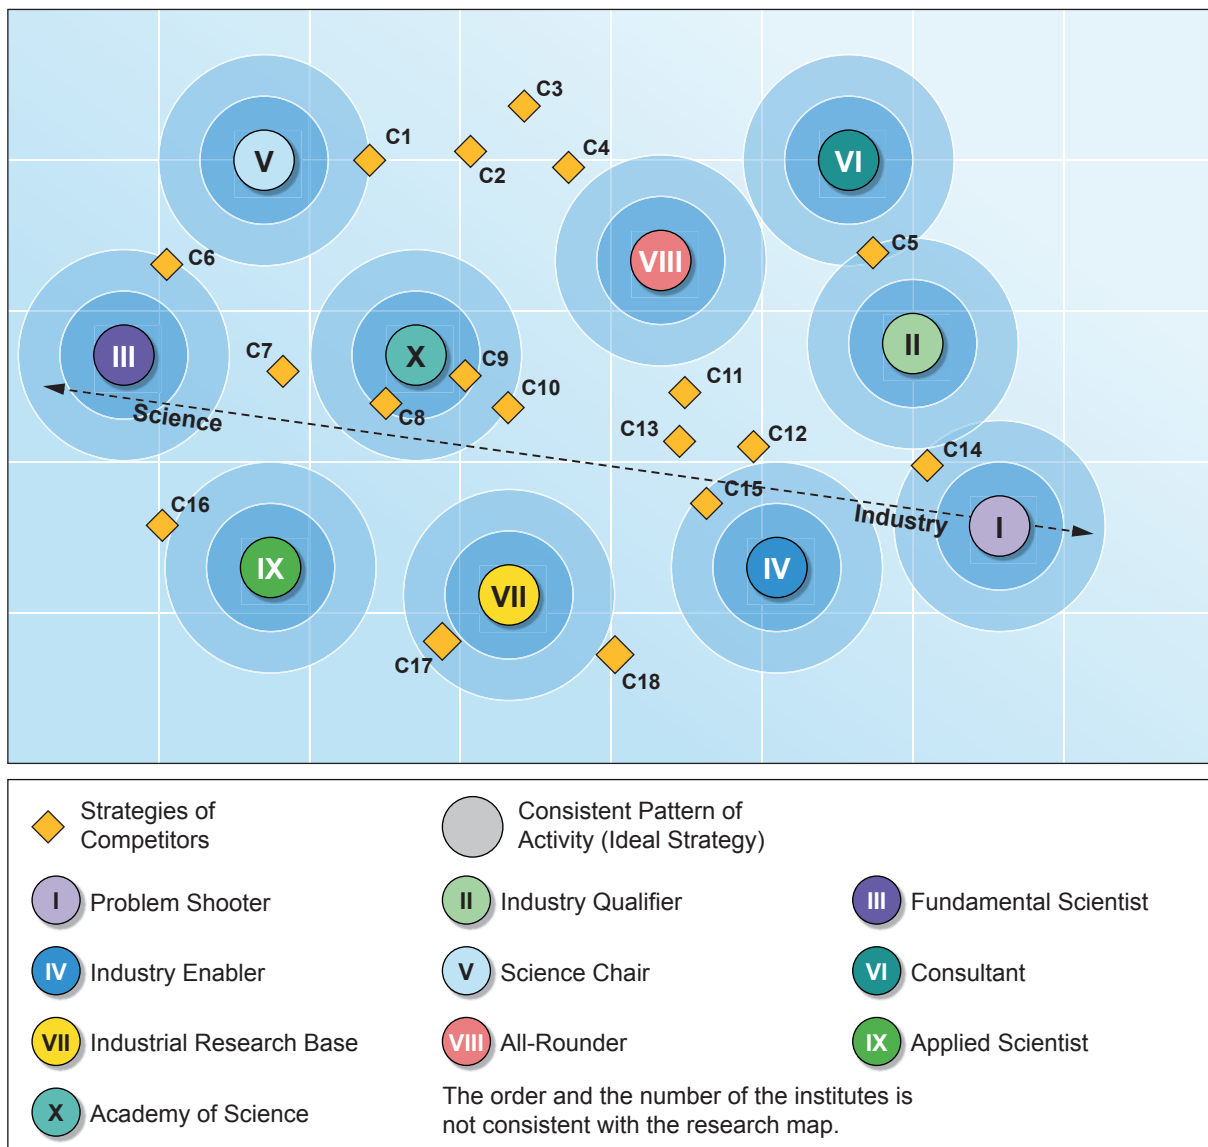 C3
C1
C4
V
C2
VI
C5
C6
VIII
II
III
C7
X
C9
C10
C11
Science
C8
C13
C12
C14
C15
C16
Industry
I
IX
IV
VII
C17
C18
Strategies of
Competitors
Consistent Pattern of
Activity (Ideal Strategy)
I Problem Shooter
II Industry Qualifier
III Fundamental Scientist
IV Industry Enabler
V Science Chair
VI Consultant
VII Industrial Research Base
VIII All-Rounder
IX Applied Scientist
X Academy of Science
The order and the number of the institutes is
not consistent with the research map.